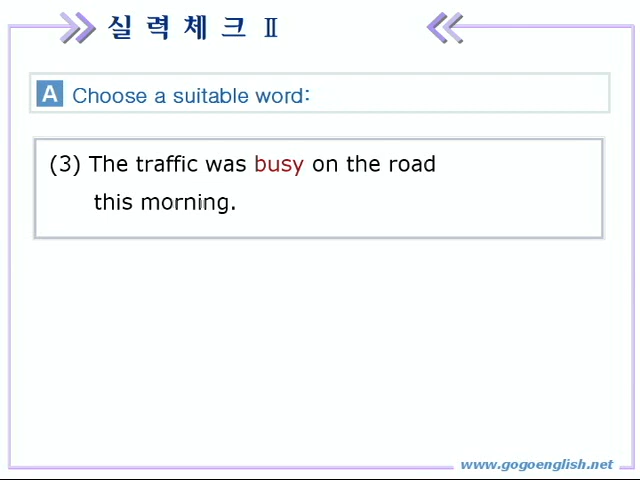 실 력 체 크 Ⅱ
A Choose a suitable word:
(3) The traffic was busy on the road
this morning.
www.gogoenglish.net